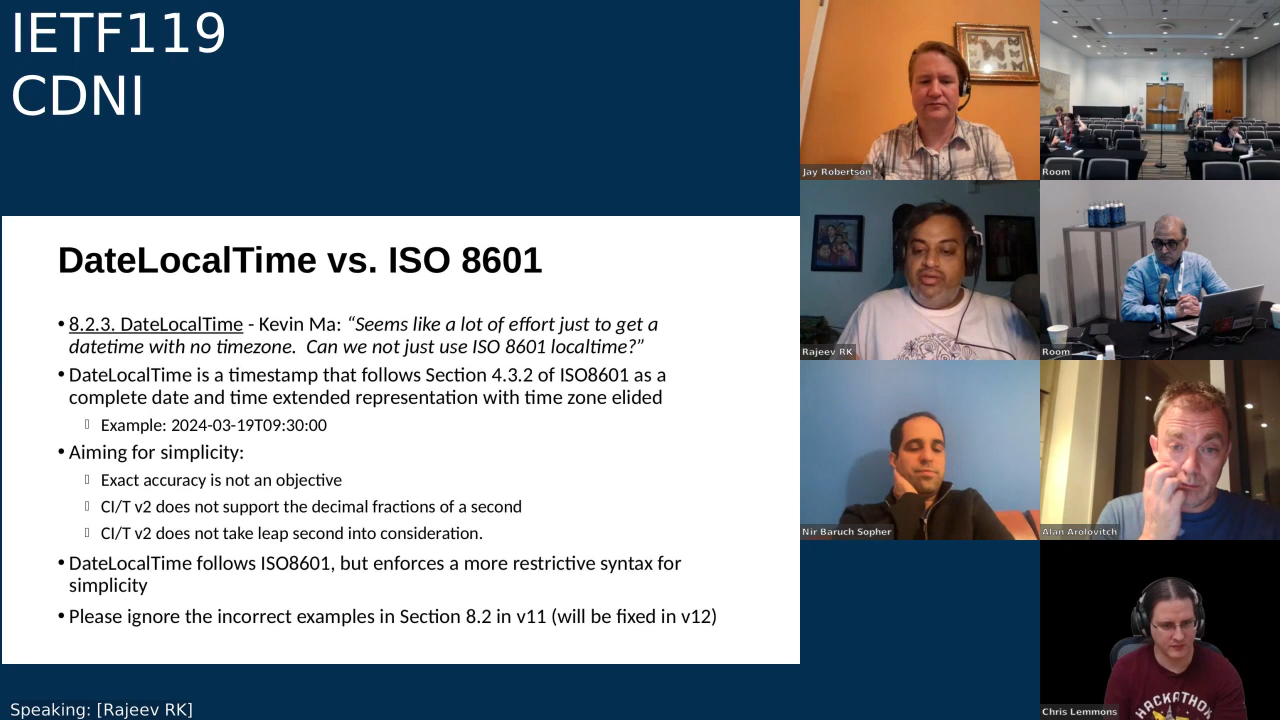 IETF119
CDNI
DateLocalTime vs. ISO 8601
• 8.2.3. DateLocalTime - Kevin Ma: “Seems like a lot of effort just to get a
datetime with no timezone.  Can we not just use ISO 8601 localtime?”
• DateLocalTime is a timestamp that follows Section 4.3.2 of ISO8601 as a
complete date and time extended representation with time zone elided
Example: 2024-03-19T09:30:00
• Aiming for simplicity:
Exact accuracy is not an objective
CI/T v2 does not support the decimal fractions of a second
CI/T v2 does not take leap second into consideration.
• DateLocalTime follows ISO8601, but enforces a more restrictive syntax for
simplicity
• Please ignore the incorrect examples in Section 8.2 in v11 (will be fixed in v12)
Speaking: [Rajeev RK]
Jay Robertson
Room
Rajeev RK
Room
Nir Baruch Sopher
Alan Arolovitch
Chris Lemmons
HACKATHON